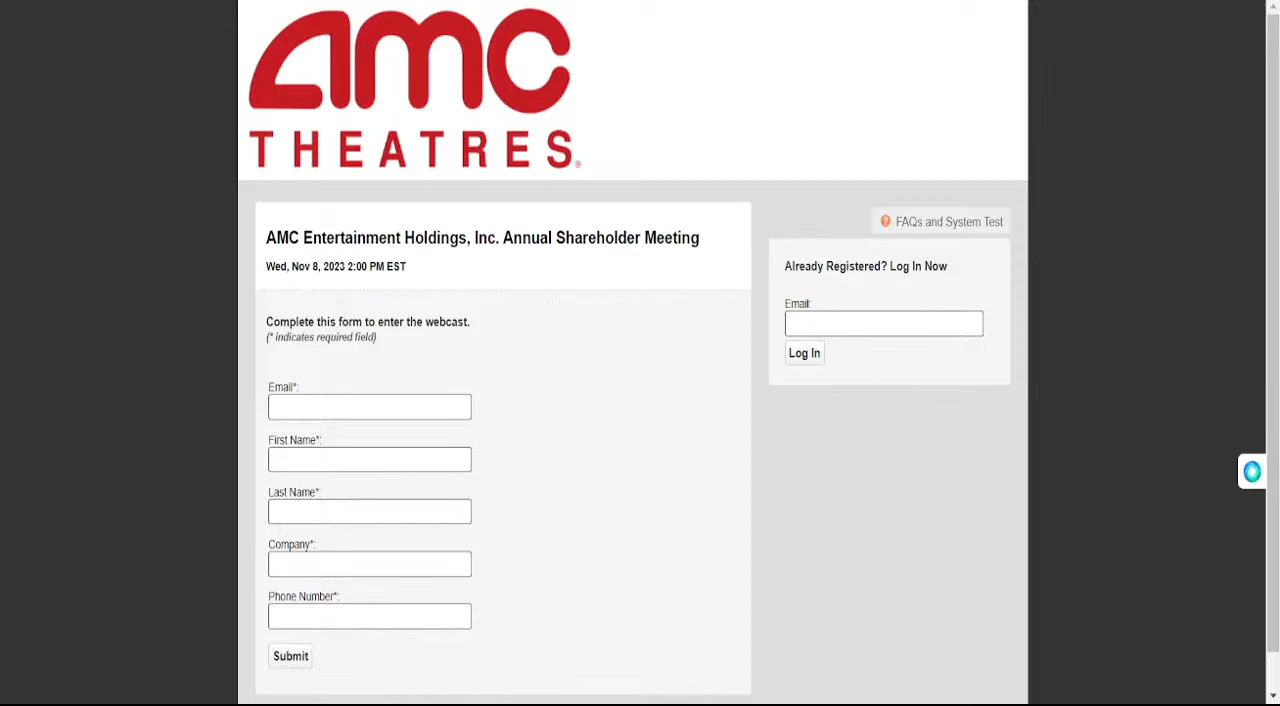 amc
THEATRES®
AMC Entertainment Holdings, Inc. Annual Shareholder Meeting
Wed, Nov 8, 2023 2:00 PM EST
Complete this form to enter the webcast.
(* indicates required field)
Email*:
First Name*:
Last Name*:
Company*:
Phone Number*:
Submit
FAQs and System Test
Already Registered? Log In Now
Email:
Log In